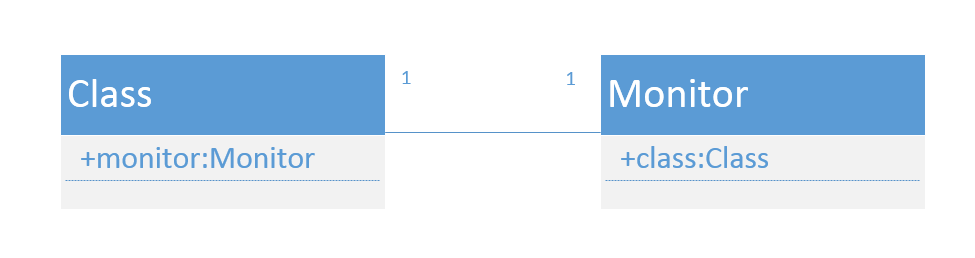 Class
1
1
Monitor
+monitor:Monitor
+class:Class